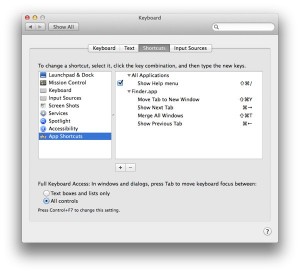 Keyboard
Show All
Keyboard Text Shortcuts Input Sources
To change a shortcut, select it, click the key combination, and then type the new keys.
Launchpad & Dock
Mission Control
Keyboard
Input Sources
Screen Shots
Services
Spotlight
Accessibility
App Shortcuts
▼ All Applications
Show Help menu ⇧⌘/
▼ Finder.app
Move Tab to New Window ⇧⌘Y
Show Next Tab ⌘→
Merge All Windows ⇧⌘T
Show Previous Tab ⌘←
+ −
Full Keyboard Access: In windows and dialogs, press Tab to move keyboard focus between:
Text boxes and lists only
All controls
Press Control+F7 to change this setting.
?